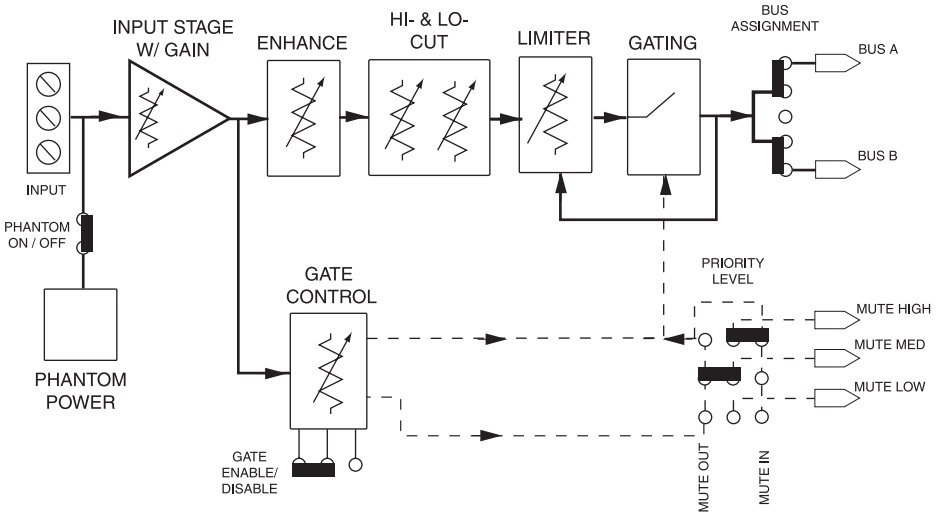 INPUT STAGE
W/ GAIN
ENHANCE
HI- & LO-
CUT
LIMITER
GATING
BUS
ASSIGNMENT
BUS A
BUS B
INPUT
PHANTOM
ON / OFF
PHANTOM
POWER
GATE
CONTROL
GATE
ENABLE/
DISABLE
PRIORITY
LEVEL
MUTE HIGH
MUTE MED
MUTE LOW
MUTE OUT
MUTE IN